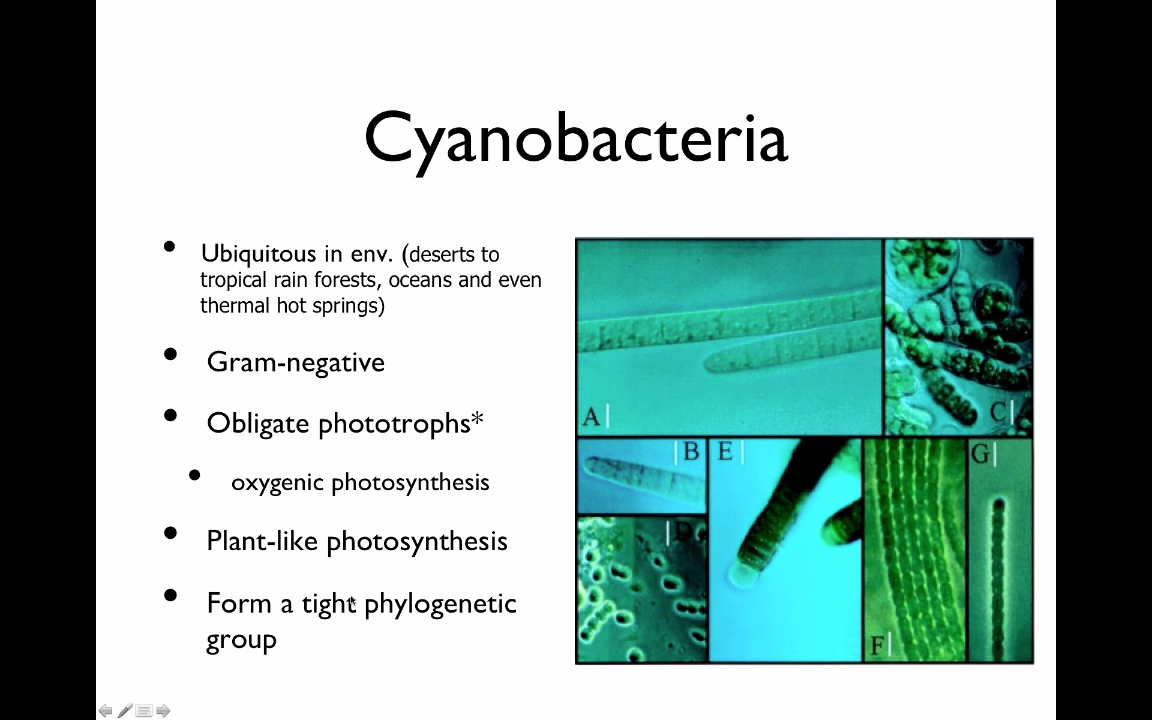 Cyanobacteria
• Ubiquitous in env. (deserts to
tropical rain forests, oceans and even
thermal hot springs)
• Gram-negative
• Obligate phototrophs*
• oxygenic photosynthesis
• Plant-like photosynthesis
• Form a tight phylogenetic
group
A
C
B
E
G
D
F